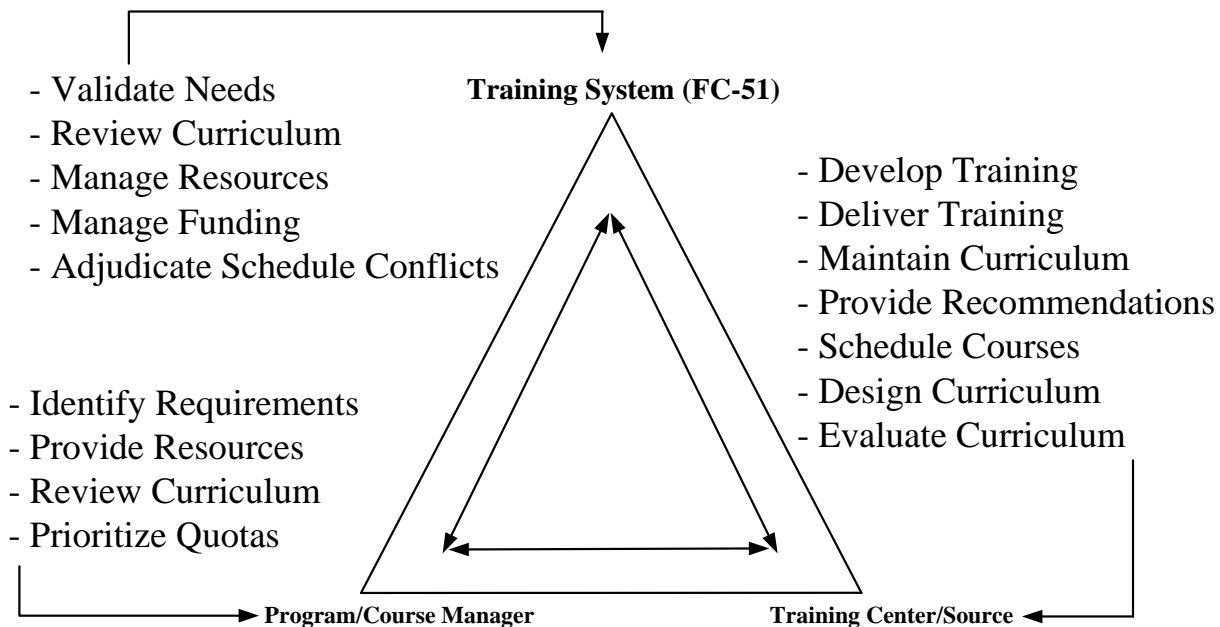 - Validate Needs
- Review Curriculum
- Manage Resources
- Manage Funding
- Adjudicate Schedule Conflicts
Training System (FC-51)
- Develop Training
- Deliver Training
- Maintain Curriculum
- Provide Recommendations
- Schedule Courses
- Design Curriculum
- Evaluate Curriculum
- Identify Requirements
- Provide Resources
- Review Curriculum
- Prioritize Quotas
Program/Course Manager
Training Center/Source